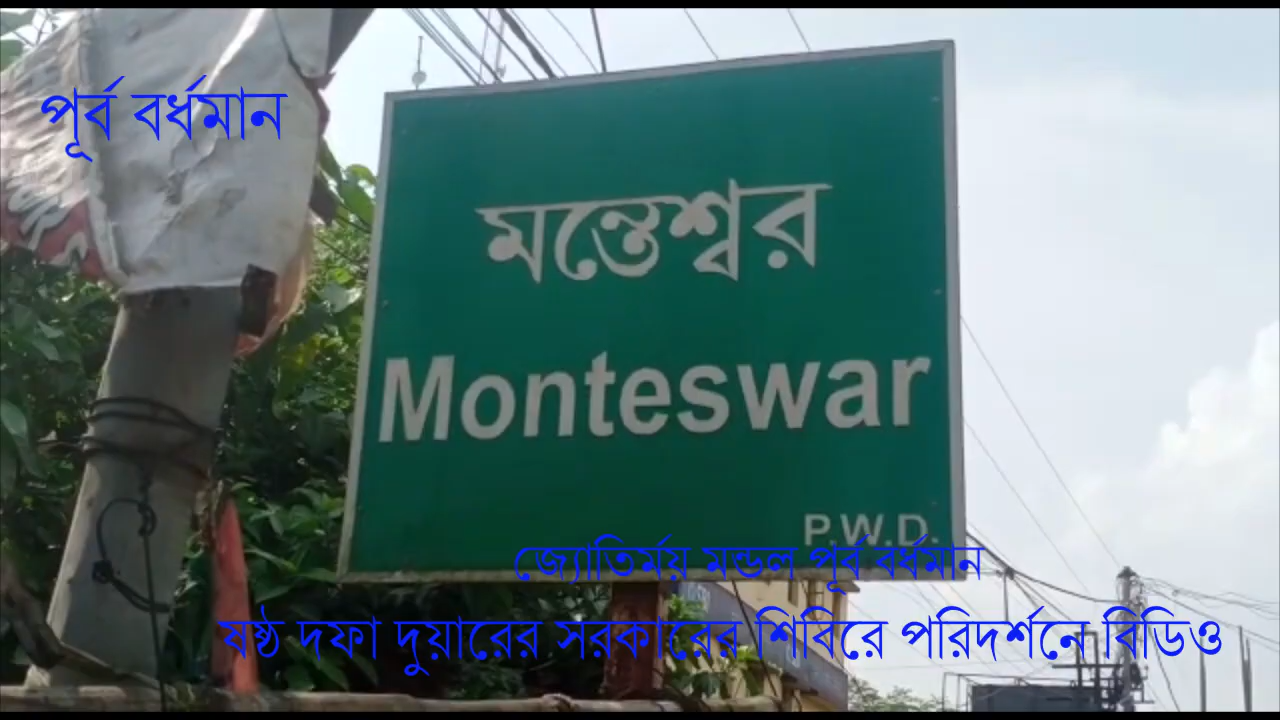 পূর্ব বর্ধমান
মন্তেশ্বর
Monteswar
P.W.D.
জ্যোতির্ময় মন্ডল পূর্ব বর্ধমান
ষষ্ঠ দফা দুয়ারের সরকারের শিবিরে পরিদর্শনে বিডিও